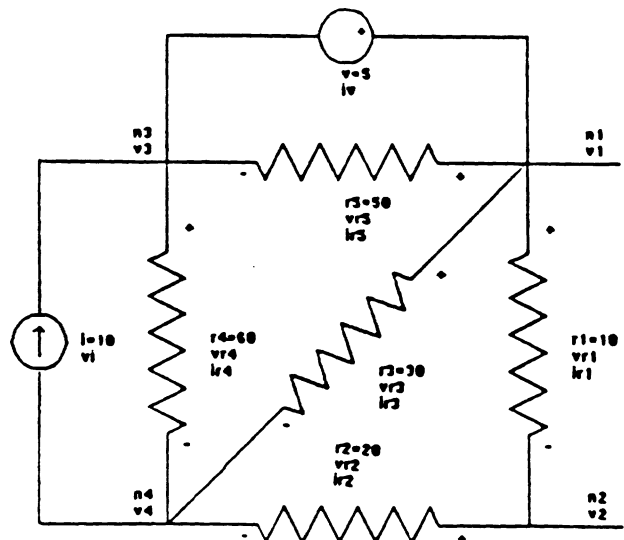 +
v=5
iv
n3
v3
n1
v1
-
+
r5=50
vr5
ir5
+
+
+
i=10
vi
r4=60
vr4
ir4
r3=30
vr3
ir3
r1=10
vr1
ir1
-
-
-
r2=20
vr2
ir2
n4
v4
n2
v2
-
+